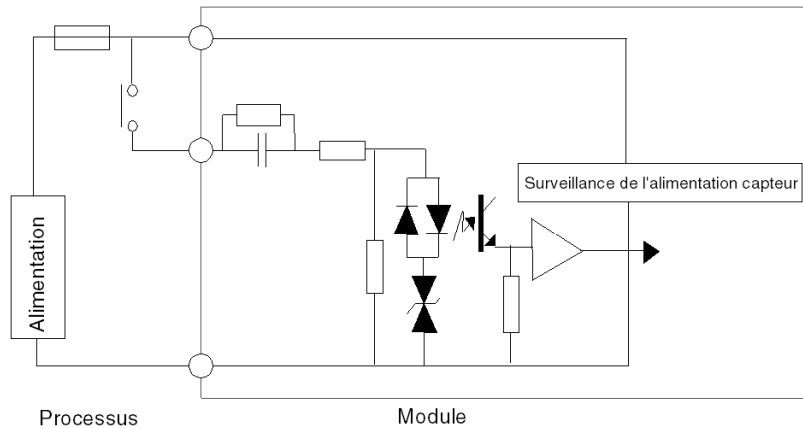 Surveillance de l'alimentation capteur
Alimentation
Processus
Module